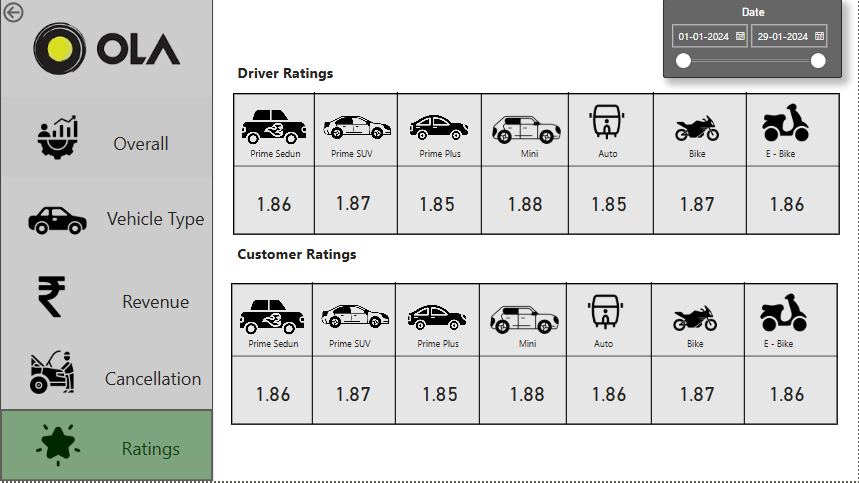 OLA
Date
01-01-2024 29-01-2024
Overall
Vehicle Type
₹ Revenue
Cancellation
Ratings
Driver Ratings
Prime Sedun Prime SUV Prime Plus Mini Auto Bike E - Bike
1.86 1.87 1.85 1.88 1.85 1.87 1.86
Customer Ratings
Prime Sedun Prime SUV Prime Plus Mini Auto Bike E - Bike
1.86 1.87 1.85 1.88 1.86 1.87 1.86